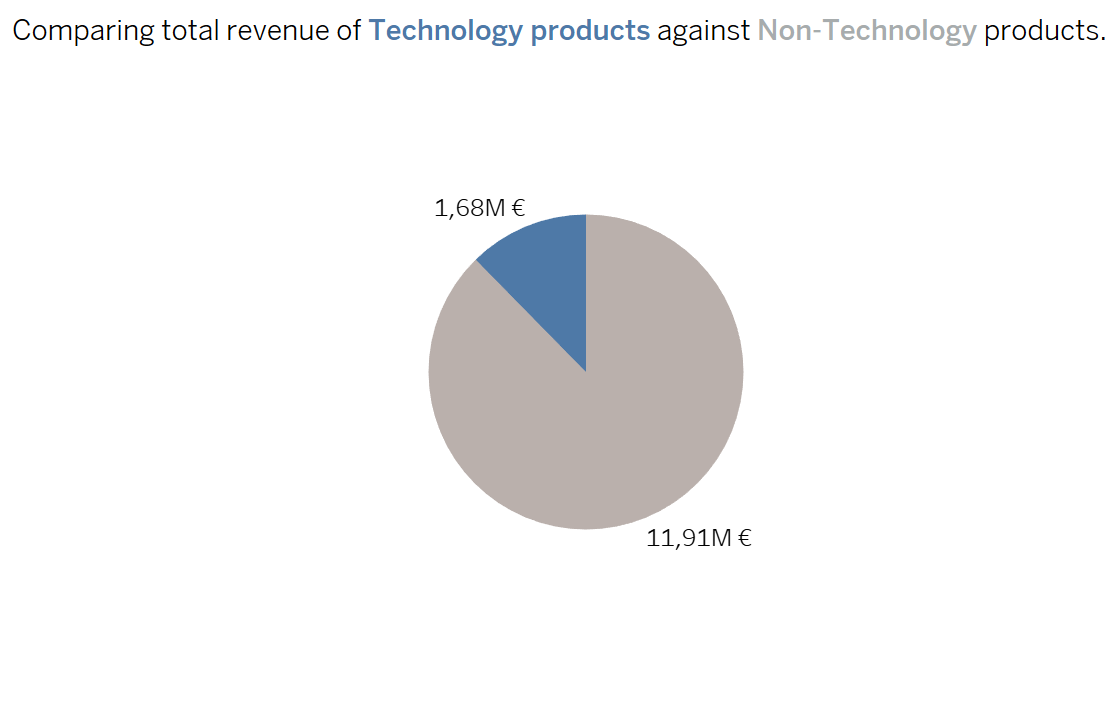 Comparing total revenue of Technology products against Non-Technology products.
1,68M €
11,91M €